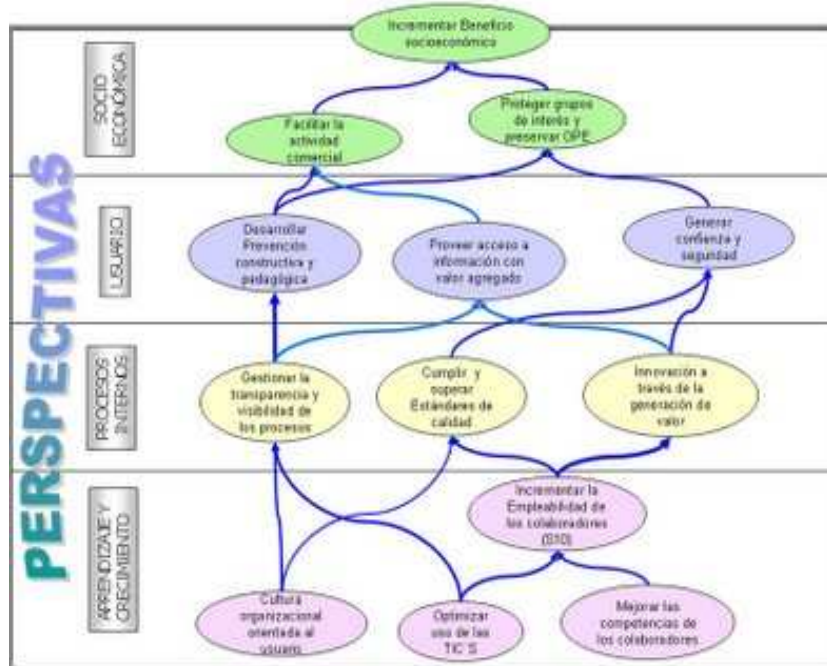 PERSPECTIVAS
SOCIO
ECONÓMICA
Incrementar Beneficio
socioeconómico
Facilitar la
actividad
comercial
Proteger grupos
de interés y
preservar OPE
USUARIO
Desarrollar
Prevención
constructiva y
pedagógica
Proveer acceso a
información con
valor agregado
Generar
confianza y
seguridad
PROCESOS
INTERNOS
Gestionar la
transparencia y
visibilidad de
los procesos
Cumplir y
superar
Estándares de
calidad
Innovación a
través de la
generación de
valor
APRENDIZAJE Y
CRECIMIENTO
Incrementar la
Empleabilidad de
los colaboradores
(S10)
Cultura
organizacional
orientada al
usuario
Optimizar
uso de las
TIC´S
Mejorar las
competencias de
los colaboradores